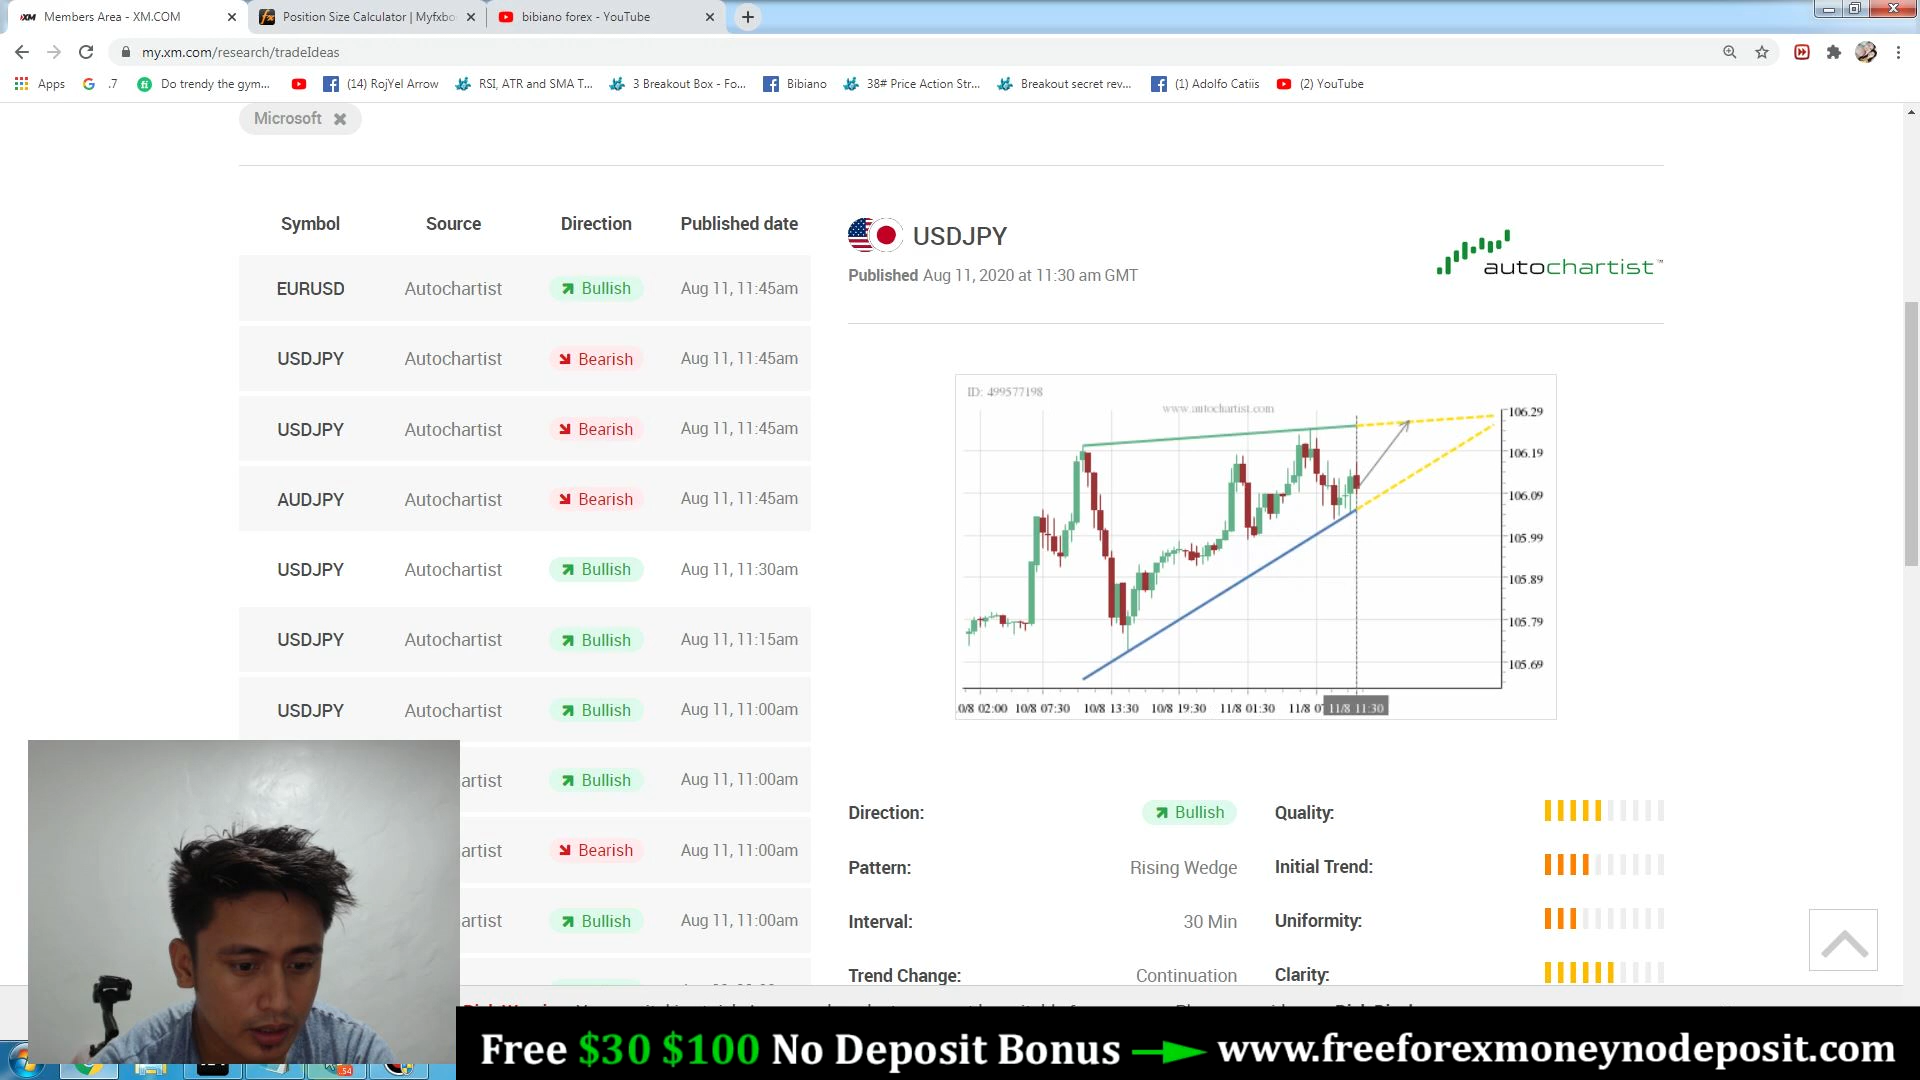 Members Area - XM.COM
Position Size Calculator | Myfxbo
bibiano forex - YouTube
my.xm.com/research/tradeIdeas
Apps
.7
Do trendy the gym...
(14) RojYel Arrow
RSI, ATR and SMA T...
3 Breakout Box - Fo...
Bibiano
38# Price Action Str...
Breakout secret rev...
(1) Adolfo Catiis
(2) YouTube
Microsoft
Symbol Source Direction Published date
EURUSD Autochartist Bullish Aug 11, 11:45am
USDJPY Autochartist Bearish Aug 11, 11:45am
USDJPY Autochartist Bearish Aug 11, 11:45am
AUDJPY Autochartist Bearish Aug 11, 11:45am
USDJPY Autochartist Bullish Aug 11, 11:30am
USDJPY Autochartist Bullish Aug 11, 11:15am
USDJPY Autochartist Bullish Aug 11, 11:00am
artist Bullish Aug 11, 11:00am
artist Bearish Aug 11, 11:00am
artist Bullish Aug 11, 11:00am
USDJPY
Published Aug 11, 2020 at 11:30 am GMT
autochartist™
ID: 499577198
www.autochartist.com
106.29
106.19
106.09
105.99
105.89
105.79
105.69
0/8 02:00 10/8 07:30 10/8 13:30 10/8 19:30 11/8 01:30 11/8 0 11/8 11:30
Direction: Bullish Quality:
Pattern: Rising Wedge Initial Trend:
Interval: 30 Min Uniformity:
Trend Change: Continuation Clarity:
Free $30 $100 No Deposit Bonus www.freeforexmoneynodeposit.com